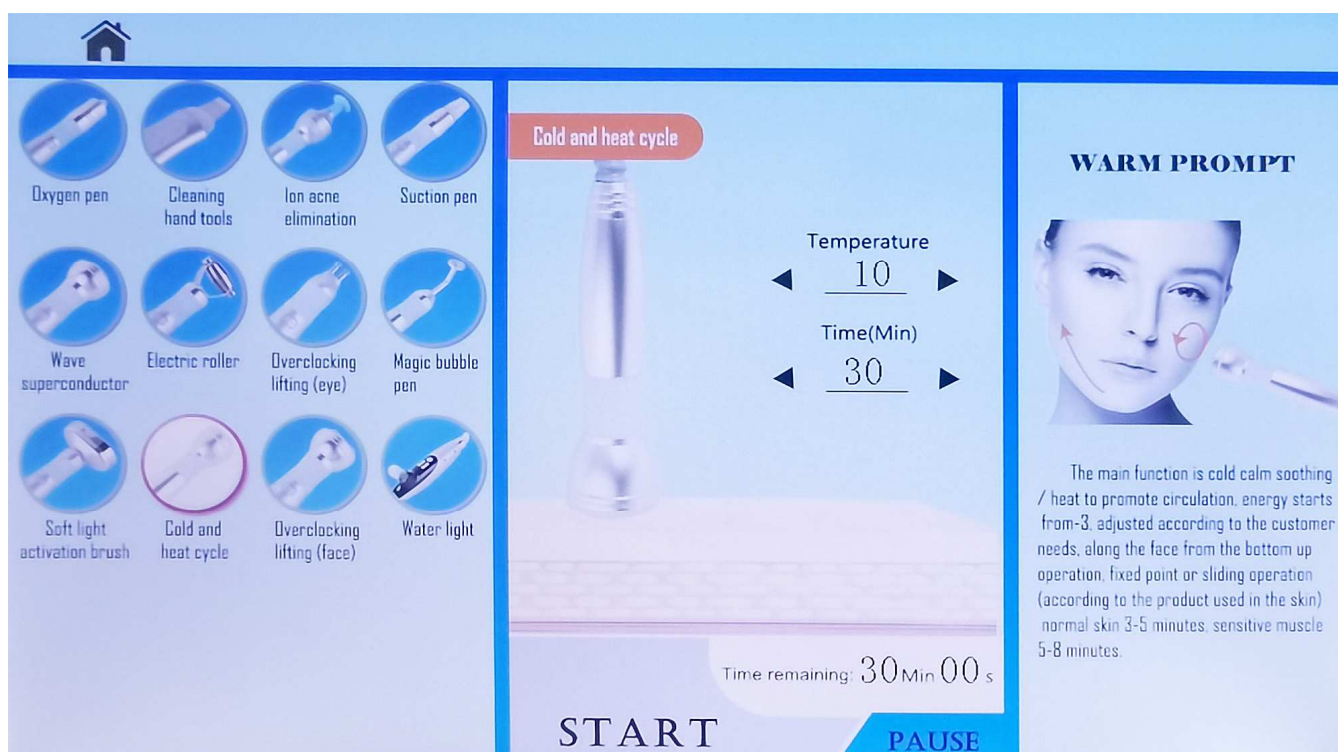 Oxygen pen
Cleaning
hand tools
Ion acne
elimination
Suction pen
Wave
superconductor
Electric roller
Overclocking
lifting (eye)
Magic bubble
pen
Soft light
activation brush
Cold and
heat cycle
Overclocking
lifting (face)
Water light
Cold and heat cycle
Temperature
10
Time(Min)
30
Time remaining: 30 Min 00 s
START
PAUSE
WARM PROMPT
The main function is cold calm soothing
/ heat to promote circulation, energy starts
from-3, adjusted according to the customer
needs, along the face from the bottom up
operation, fixed point or sliding operation
(according to the product used in the skin)
normal skin 3-5 minutes, sensitive muscle
5-8 minutes.